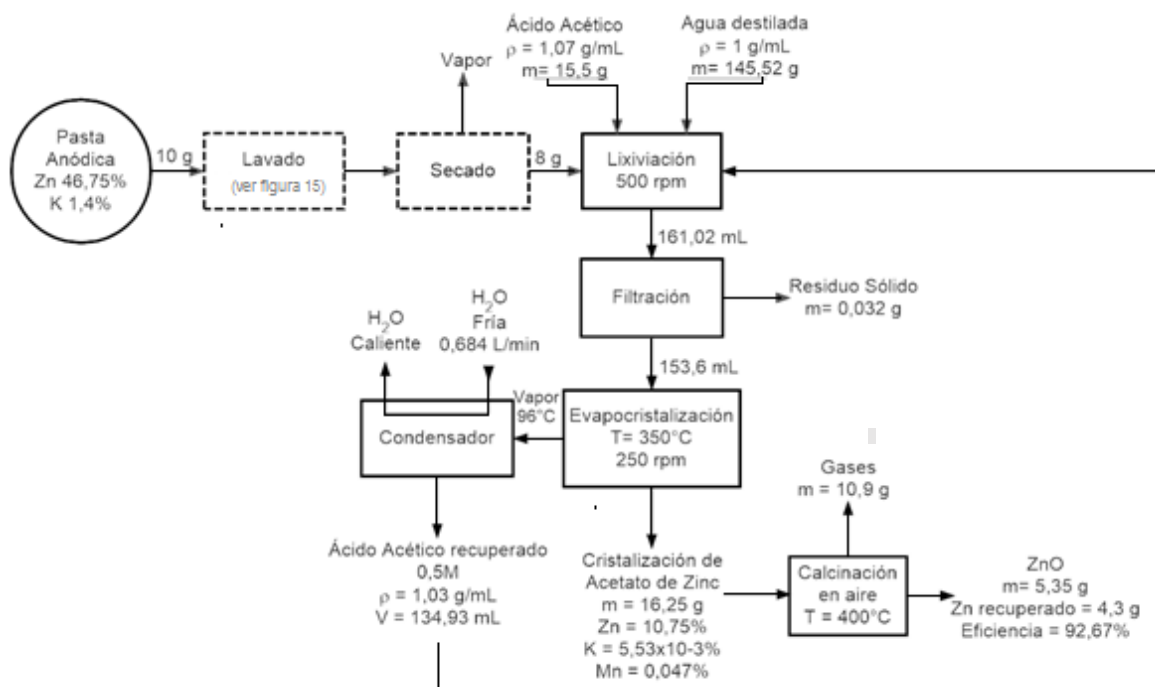 Ácido Acético
ρ = 1,07 g/mL
m= 15,5 g
Agua destilada
ρ = 1 g/mL
m= 145,52 g
Vapor
Pasta
Anódica
Zn 46,75%
K 1,4%
10 g
Lavado
(ver figura 15)
Secado
8 g
Lixiviación
500 rpm
161,02 mL
Filtración
Residuo Sólido
m= 0,032 g
153,6 mL
H2O
Caliente
H2O
Fría
0,684 L/min
Vapor
96°C
Condensador
Evapocristalización
T= 350°C
250 rpm
Ácido Acético recuperado
0,5M
ρ = 1,03 g/mL
V = 134,93 mL
Cristalización de
Acetato de Zinc
m = 16,25 g
Zn = 10,75%
K = 5,53x10-3%
Mn = 0,047%
Gases
m = 10,9 g
Calcinación
en aire
T = 400°C
ZnO
m= 5,35 g
Zn recuperado = 4,3 g
Eficiencia = 92,67%